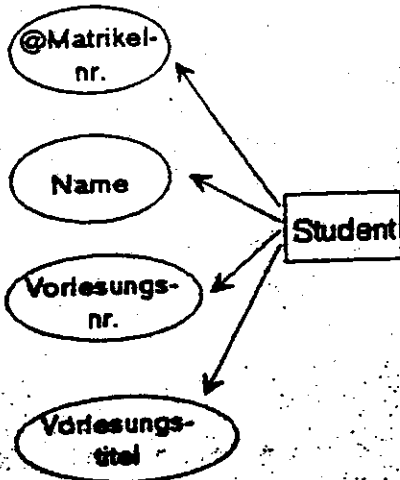 @Matrikel-
nr.
Name
Student
Vorlesungs-
nr.
Vorlesungs-
titel